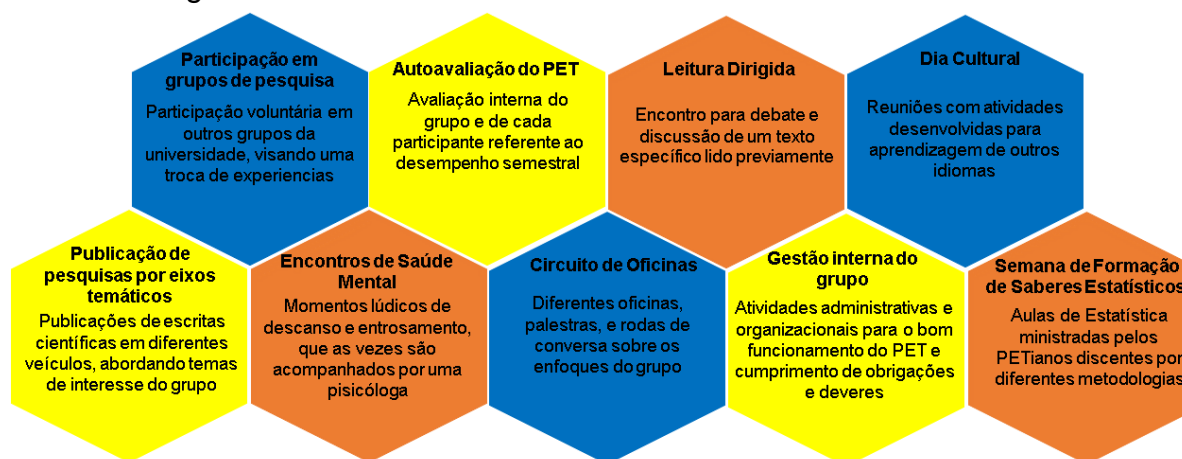 Participação em
grupos de pesquisa
Participação voluntária em
outros grupos da
universidade, visando uma
troca de experiencias
Autoavaliação do PET
Avaliação interna do
grupo e de cada
participante referente ao
desempenho semestral
Leitura Dirigida
Encontro para debate e
discussão de um texto
específico lido previamente
Dia Cultural
Reuniões com atividades
desenvolvidas para
aprendizagem de outros
idiomas
Publicação de
pesquisas por eixos
temáticos
Publicações de escritas
científicas em diferentes
veículos, abordando temas
de interesse do grupo
Encontros de Saúde
Mental
Momentos lúdicos de
descanso e entrosamento,
que as vezes são
acompanhados por uma
pisicóloga
Circuito de Oficinas
Diferentes oficinas,
palestras, e rodas de
conversa sobre os
enfoques do grupo
Gestão interna do
grupo
Atividades administrativas e
organizacionais para o bom
funcionamento do PET e
cumprimento de obrigações
e deveres
Semana de Formação
de Saberes Estatísticos
Aulas de Estatística
ministradas pelos
PETianos discentes por
diferentes metodologias